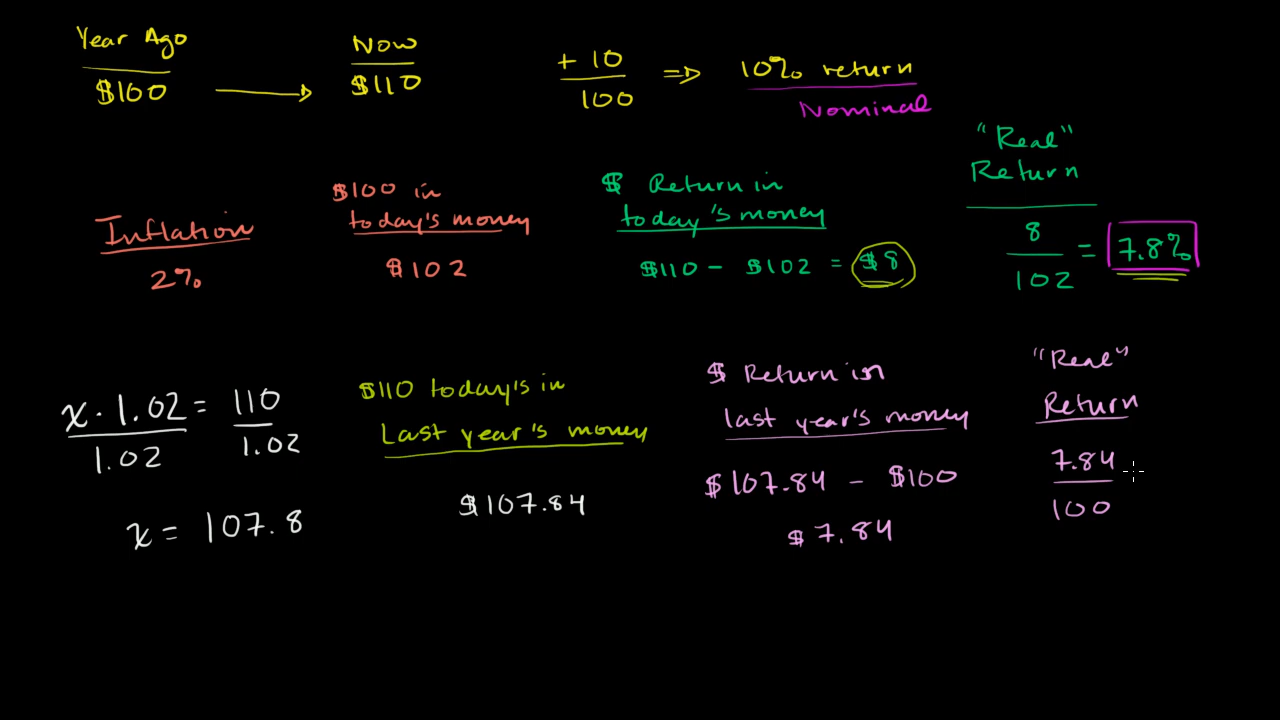 Year Ago
$100
Now
$110
+ 10
100
⇒ 10% return
Nominal
Inflation
2%
$100 in
today's money
$102
$ Return in
today's money
$110 - $102 = $8
"Real"
Return
8
102
= 7.8%
x · 1.02 = 110
1.02 1.02
x = 107.8
$110 today's in
Last year's money
$107.84
$ Return in
last year's money
$107.84 - $100
$7.84
"Real"
Return
7.84
100